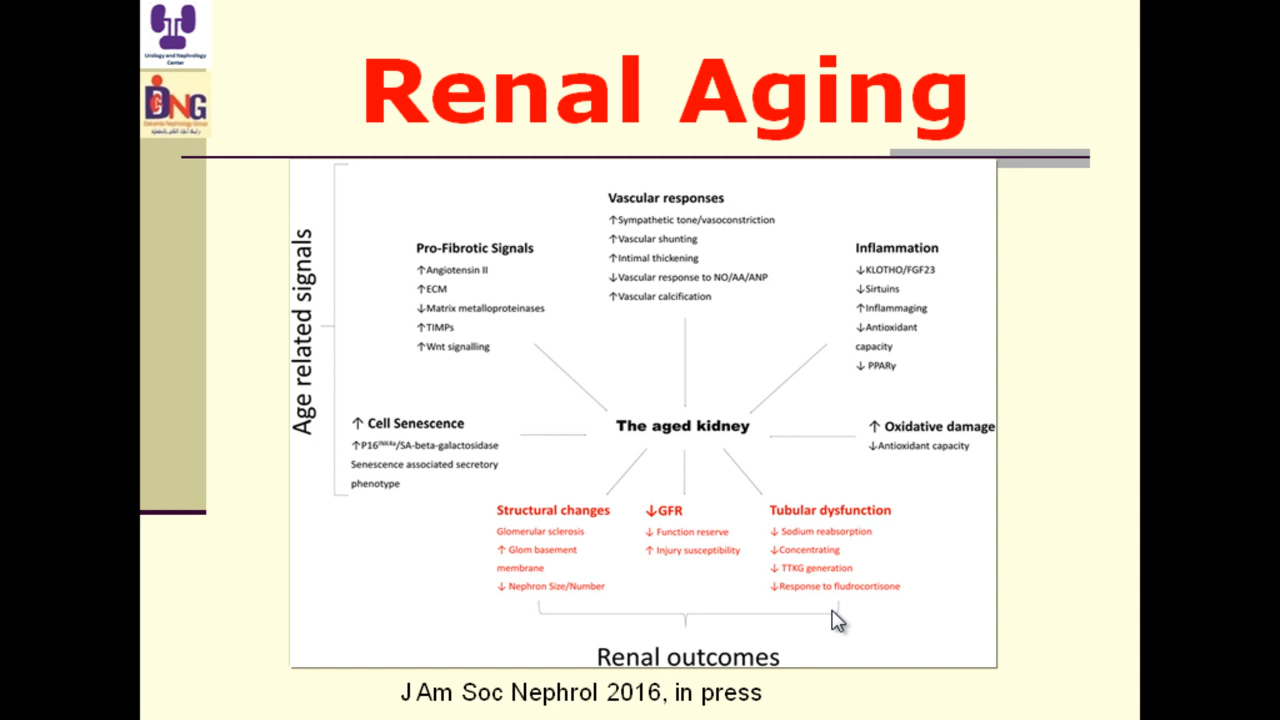 Urology and Nephrology
Center
DNG
Renal Aging
Age related signals
Vascular responses
↑Sympathetic tone/vasoconstriction
↑Vascular shunting
↑Intimal thickening
↓Vascular response to NO/AA/ANP
↑Vascular calcification
Pro-Fibrotic Signals
↑Angiotensin II
↑ECM
↓Matrix metalloproteinases
↑TIMPs
↑Wnt signalling
Inflammation
↓KLOTHO/FGF23
↓Sirtuins
↑Inflammaging
↓Antioxidant
capacity
↓ PPARγ
↑ Cell Senescence
↑P16ᴵᴺᴷ⁴ᵃ/SA-beta-galactosidase
Senescence associated secretory
phenotype
The aged kidney
↑ Oxidative damage
↓Antioxidant capacity
Structural changes
Glomerular sclerosis
↑ Glom basement
membrane
↓ Nephron Size/Number
↓GFR
↓ Function reserve
↑ Injury susceptibility
Tubular dysfunction
↓ Sodium reabsorption
↓Concentrating
↓ TTKG generation
↓Response to fludrocortisone
Renal outcomes
J Am Soc Nephrol 2016, in press